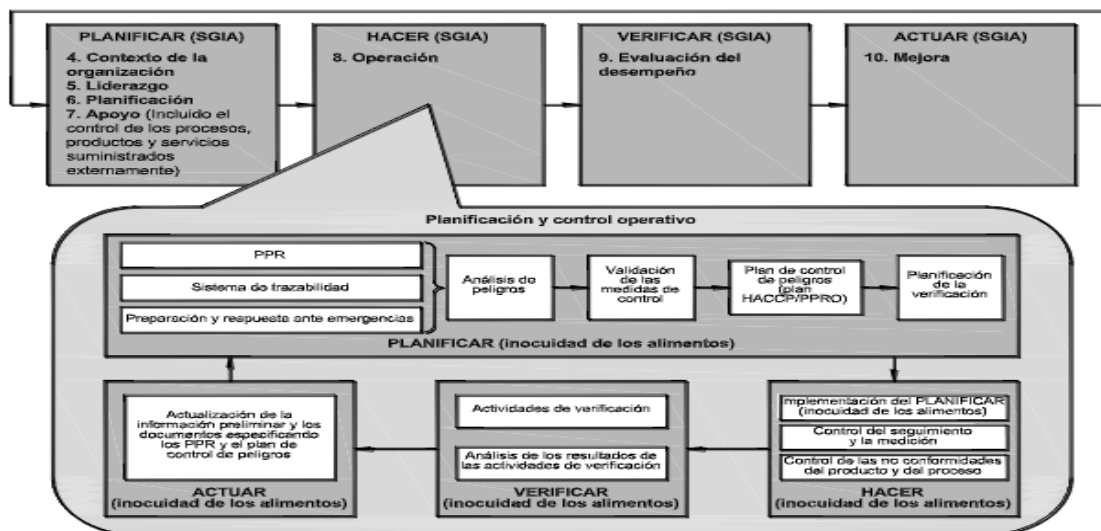 PLANIFICAR (SGIA)
4. Contexto de la
organización
5. Liderazgo
6. Planificación
7. Apoyo (Incluido el
control de los procesos,
productos y servicios
suministrados
externamente)
HACER (SGIA)
8. Operación
VERIFICAR (SGIA)
9. Evaluación del
desempeño
ACTUAR (SGIA)
10. Mejora
Planificación y control operativo
PPR
Sistema de trazabilidad
Preparación y respuesta ante emergencias
Análisis de
peligros
Validación
de las
medidas de
control
Plan de control
de peligros
(plan
HACCP/PPRO)
Planificación
de la
verificación
PLANIFICAR (inocuidad de los alimentos)
Actualización de la
información preliminar y los
documentos especificando
los PPR y el plan de
control de peligros
ACTUAR
(inocuidad de los alimentos)
Actividades de verificación
Análisis de los resultados de
las actividades de verificación
VERIFICAR
(inocuidad de los alimentos)
Implementación del PLANIFICAR
(inocuidad de los alimentos)
Control del seguimiento
y la medición
Control de las no conformidades
del producto y del proceso
HACER
(inocuidad de los alimentos)